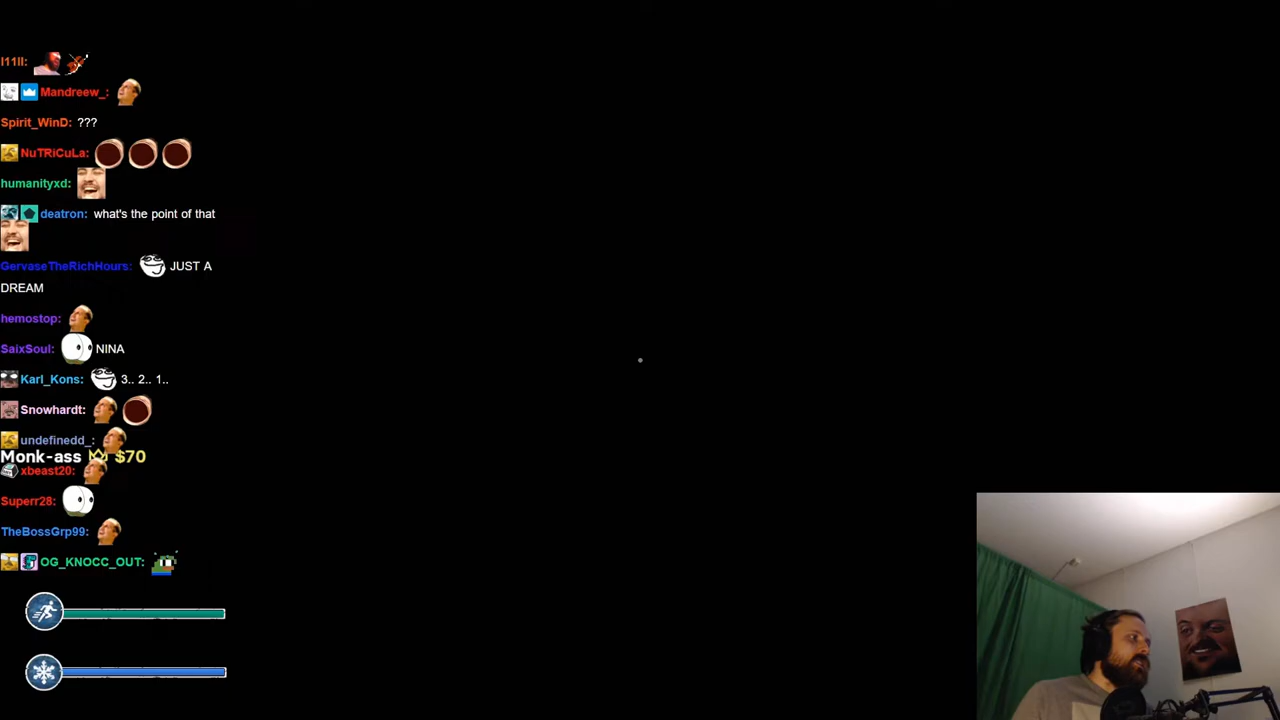 l11ll:
Mandreew_:
Spirit_WinD: ???
NuTRiCuLa:
humanityxd:
deatron: what's the point of that
GervaseTheRichHours: JUST A
DREAM
hemostop:
SaixSoul: NINA
Karl_Kons: 3.. 2.. 1..
Snowhardt:
undefinedd_:
Monk-ass $70
xbeast20:
Superr28:
TheBossGrp99:
OG_KNOCC_OUT: